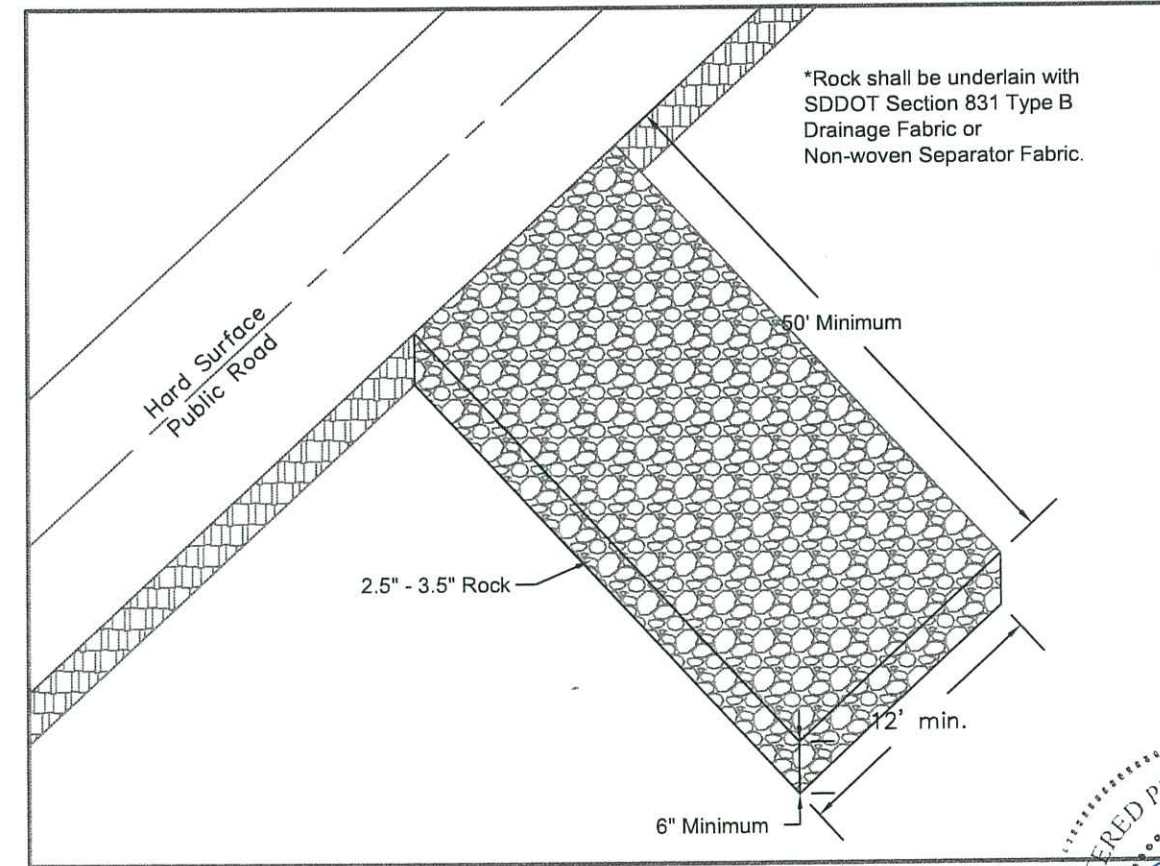 *Rock shall be underlain with
SDDOT Section 831 Type B
Drainage Fabric or
Non-woven Separator Fabric.
50' Minimum
Hard Surface
Public Road
2.5" - 3.5" Rock
12' min.
6" Minimum